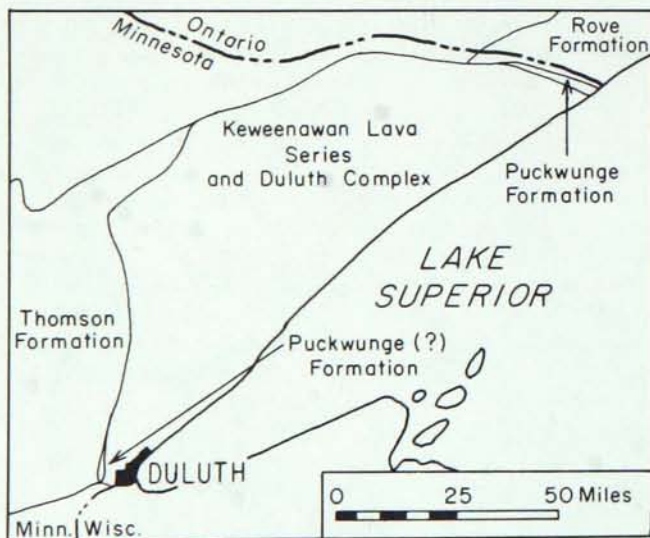 Ontario
Minnesota
Rove
Formation
Keweenawan Lava
Series
and Duluth Complex
Puckwunge
Formation
LAKE
SUPERIOR
Thomson
Formation
Puckwunge (?)
Formation
DULUTH
0 25 50 Miles
Minn. Wisc.